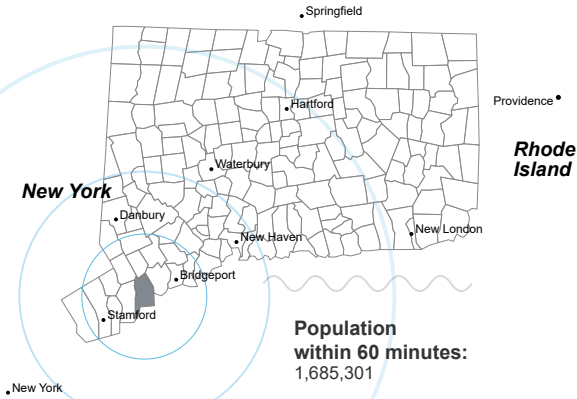 Springfield
Providence
Hartford
Rhode
Island
Waterbury
New York
Danbury
New London
New Haven
Bridgeport
Stamford
Population
within 60 minutes:
1,685,301
New York